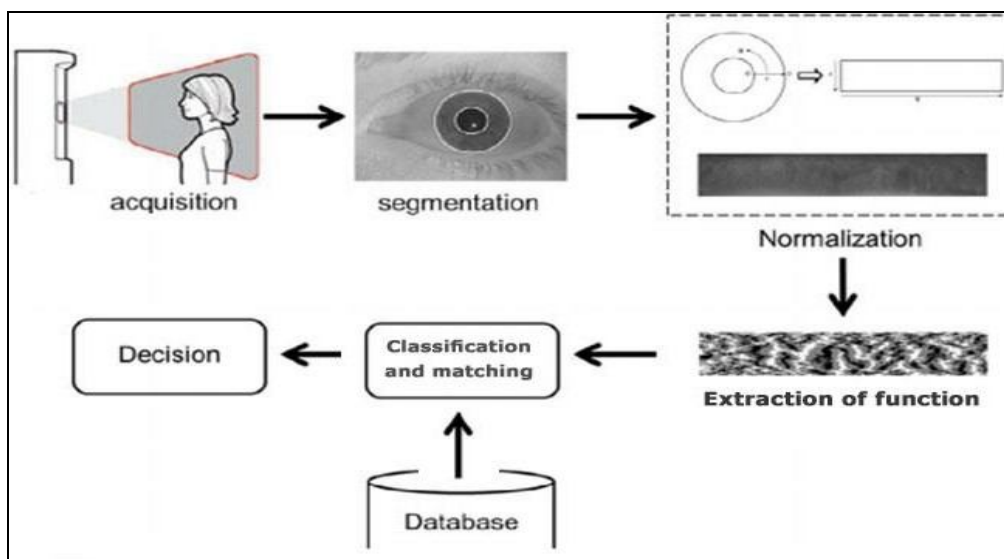 acquisition
segmentation
Normalization
Extraction of function
Classification
and matching
Decision
Database